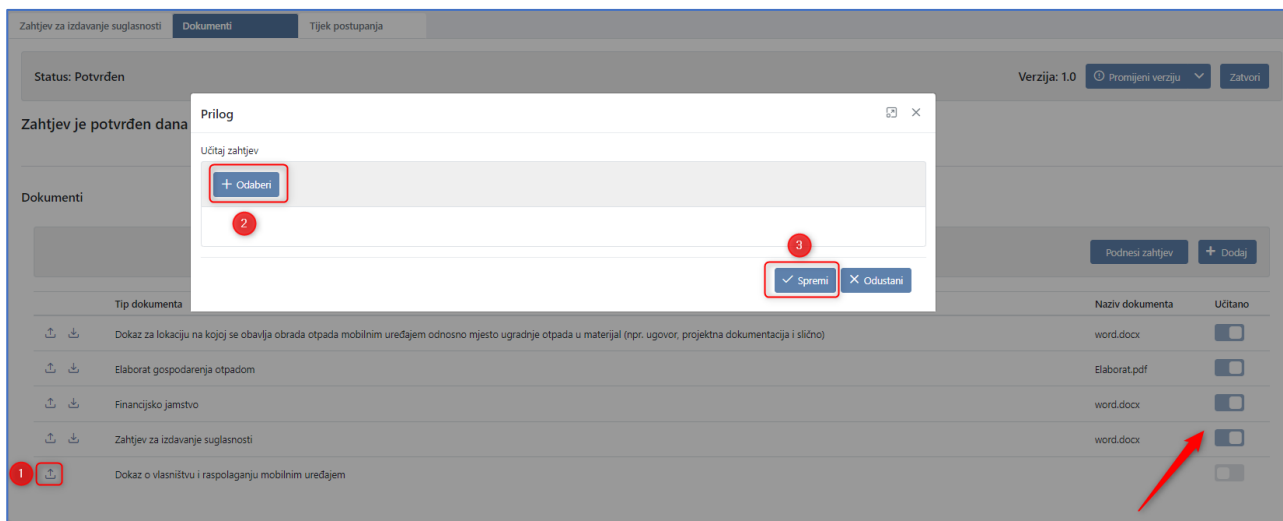 Zahtjev za izdavanje suglasnosti Dokumenti Tijek postupanja
Status: Potvrđen Verzija: 1.0 Promijeni verziju Zatvori
Zahtjev je potvrđen dana
Prilog
Učitaj zahtjev
+ Odaberi
2
3
Spremi Odustani
Dokumenti
Podnesi zahtjev + Dodaj
Tip dokumenta Naziv dokumenta Učitano
Dokaz za lokaciju na kojoj se obavlja obrada otpada mobilnim uređajem odnosno mjesto ugradnje otpada u materijal (npr. ugovor, projektna dokumentacija i slično) word.docx
Elaborat gospodarenja otpadom Elaborat.pdf
Financijsko jamstvo word.docx
Zahtjev za izdavanje suglasnosti word.docx
1 Dokaz o vlasništvu i raspolaganju mobilnim uređajem